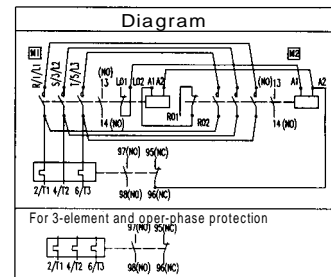 Diagram
M1
M2
R/1/L1
S/3/L2
T/5/L3
(NO)
13
LO1
LO2
A1
A2
(NO)
13
A1
A2
14(NO)
RO1
RO2
14(NO)
97(NO)
95(NC)
2/T1 4/T2 6/T3
98(NO)
96(NC)
For 3-element and oper-phase protection
97(NO)
95(NC)
2/T1 4/T2 6/T3
98(NO)
96(NC)